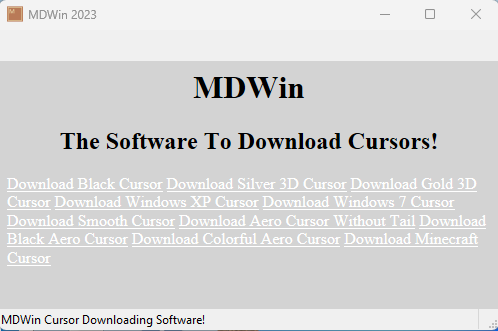 MDWin 2023
MDWin
The Software To Download Cursors!
Download Black Cursor Download Silver 3D Cursor Download Gold 3D
Cursor Download Windows XP Cursor Download Windows 7 Cursor
Download Smooth Cursor Download Aero Cursor Without Tail Download
Black Aero Cursor Download Colorful Aero Cursor Download Minecraft
Cursor
MDWin Cursor Downloading Software!